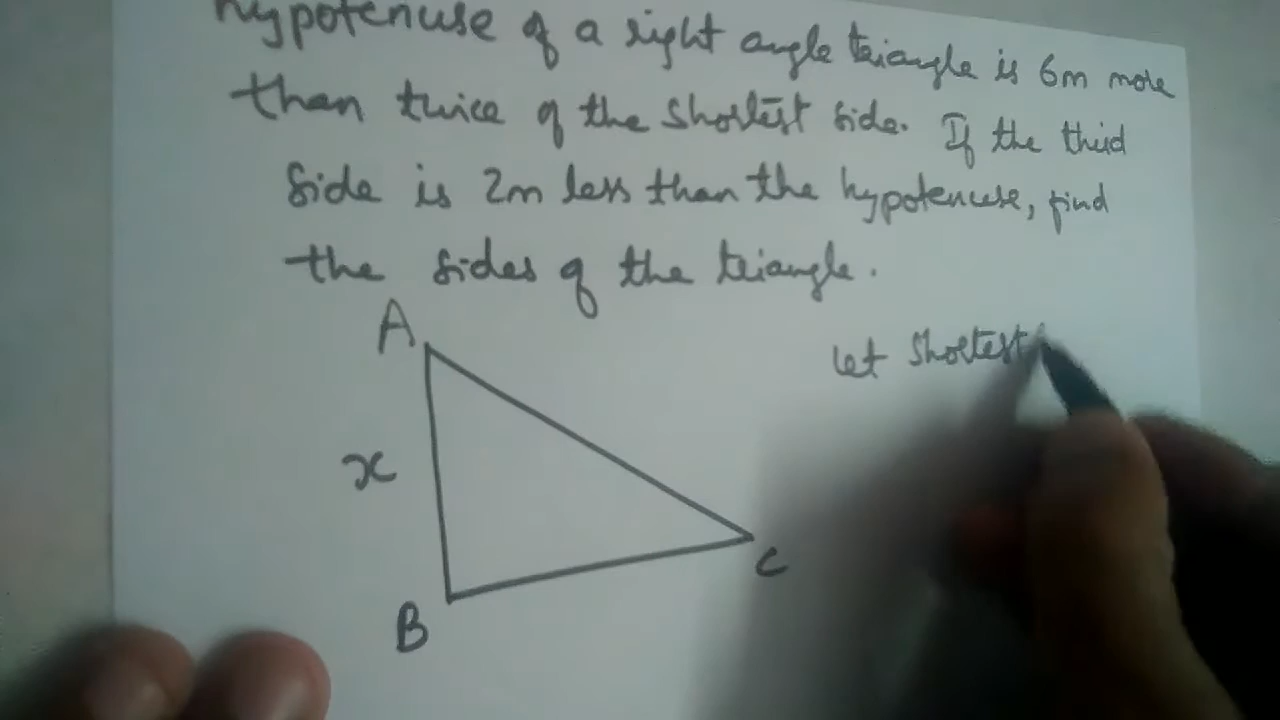 hypotenuse of a right angle triangle is 6m more
than twice of the shortest side. If the third
side is 2m less than the hypotenuse, find
the sides of the triangle.
A
let shortest
x
C
B